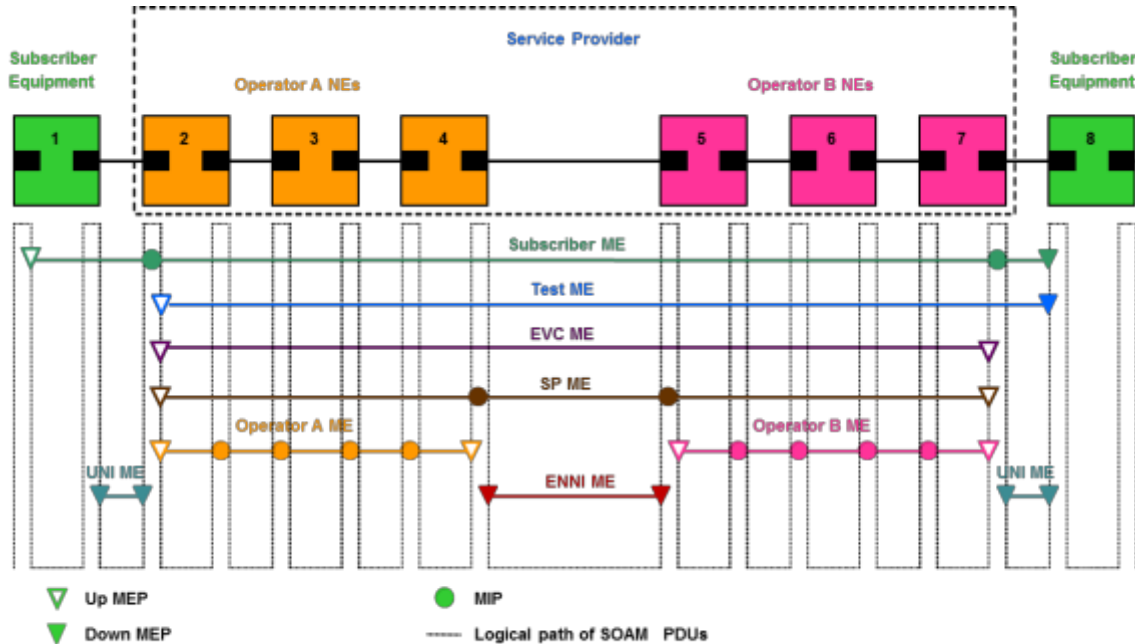 Service Provider
Subscriber Equipment
Subscriber Equipment
Operator A NEs
Operator B NEs
1
2
3
4
5
6
7
8
Subscriber ME
Test ME
EVC ME
SP ME
Operator A ME
Operator B ME
UNI ME
ENNI ME
UNI ME
Up MEP
MIP
Down MEP
Logical path of SOAM PDUs